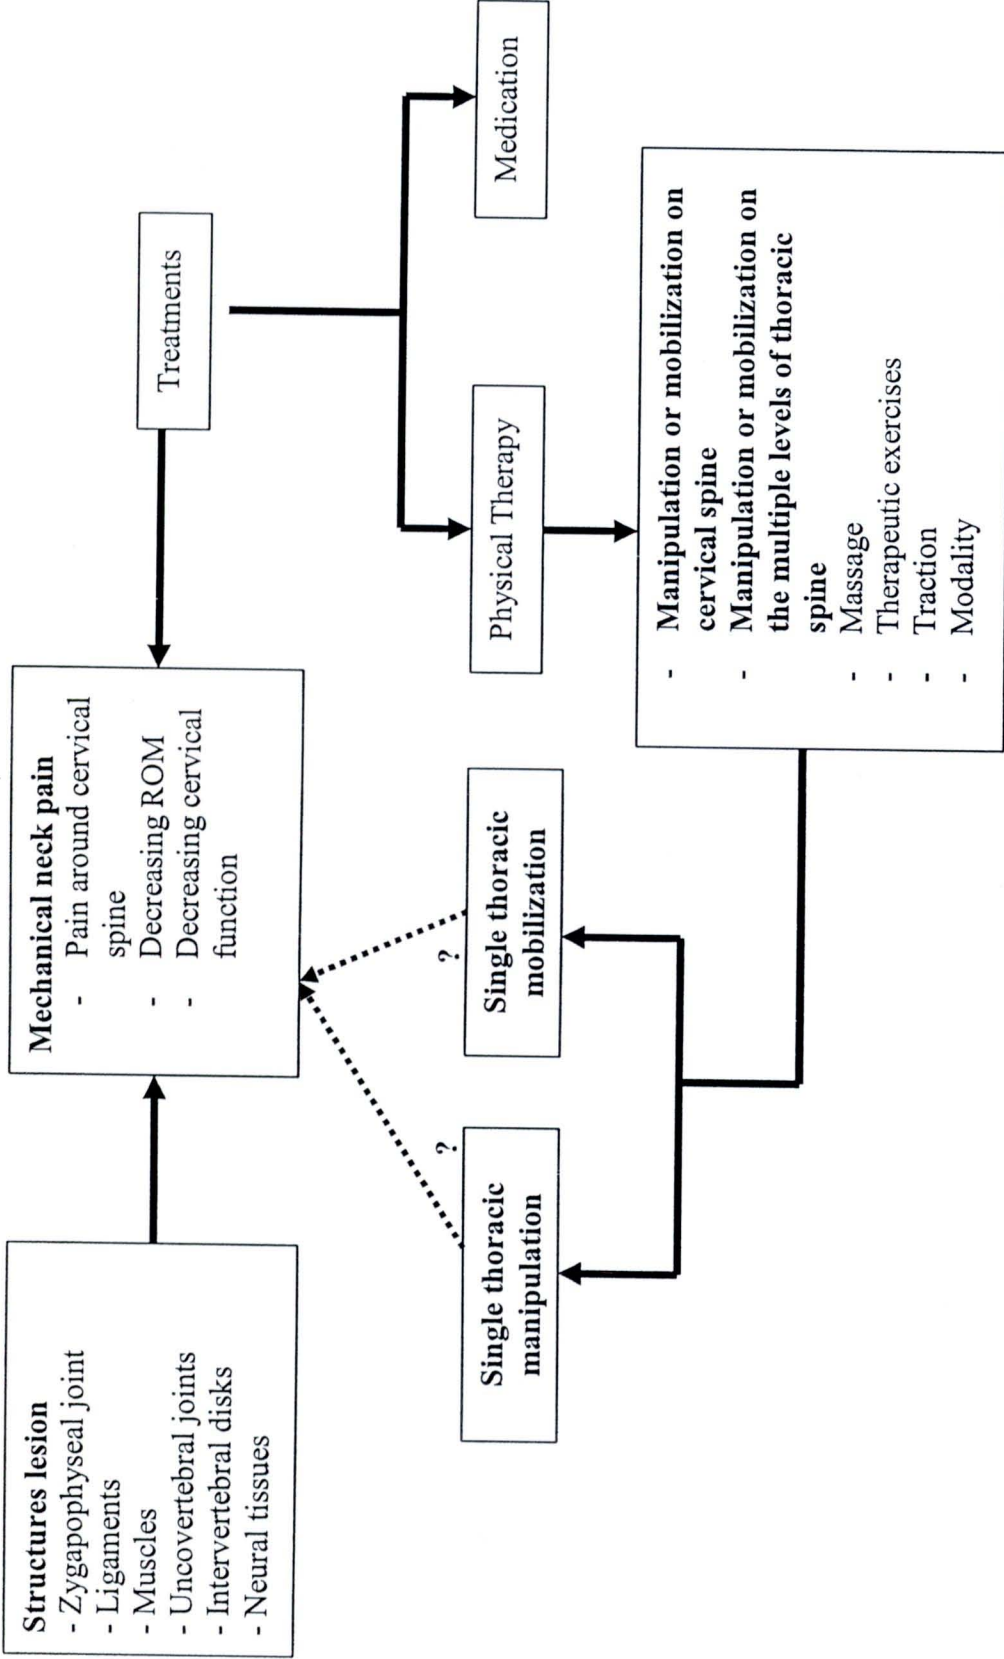 Structures lesion
- Zygapophyseal joint
- Ligaments
- Muscles
- Uncovertebral joints
- Intervertebral disks
- Neural tissues
Mechanical neck pain
- Pain around cervical
spine
- Decreasing ROM
- Decreasing cervical
function
Treatments
Physical Therapy
Medication
- Manipulation or mobilization on
cervical spine
- Manipulation or mobilization on
the multiple levels of thoracic
spine
- Massage
- Therapeutic exercises
- Traction
- Modality
Single thoracic
manipulation
?
Single thoracic
mobilization
?